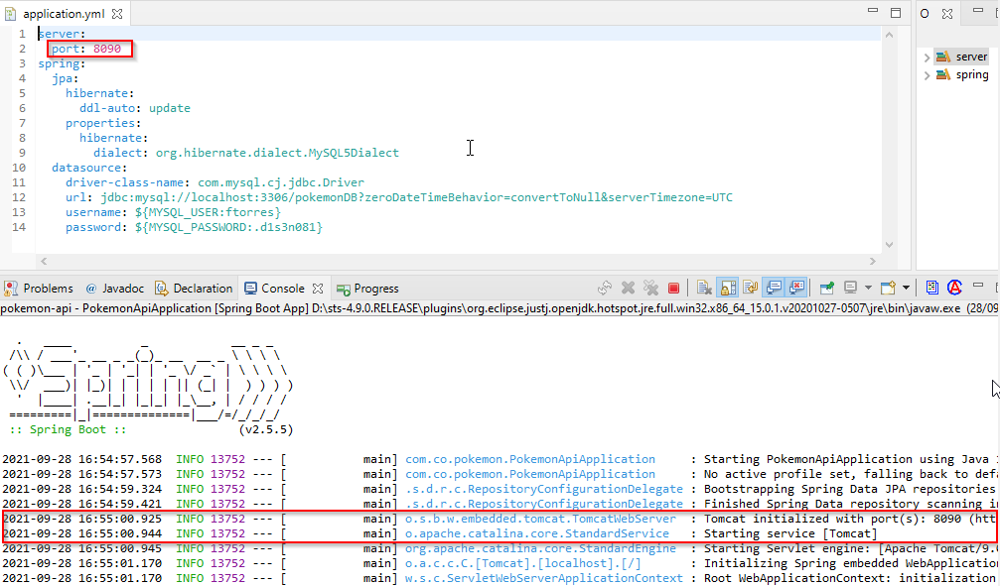 application.yml
O
1 server:
2   port: 8090
3 spring:
4   jpa:
5     hibernate:
6       ddl-auto: update
7     properties:
8       hibernate:
9         dialect: org.hibernate.dialect.MySQL5Dialect
10   datasource:
11     driver-class-name: com.mysql.cj.jdbc.Driver
12     url: jdbc:mysql://localhost:3306/pokemonDB?zeroDateTimeBehavior=convertToNull&serverTimezone=UTC
13     username: ${MYSQL_USER:ftorres}
14     password: ${MYSQL_PASSWORD:.d1s3n081}
server
spring
Problems @ Javadoc Declaration Console Progress
pokemon-api - PokemonApiApplication [Spring Boot App] D:\sts-4.9.0.RELEASE\plugins\org.eclipse.justj.openjdk.hotspot.jre.full.win32.x86_64_15.0.1.v20201027-0507\jre\bin\javaw.exe (28/09
  .   ____          _            __ _ _
 /\\ / ___'_ __ _ _(_)_ __  __ _ \ \ \ \
( ( )\___ | '_ | '_| | '_ \/ _` | \ \ \ \
 \\/  ___)| |_)| | | | | || (_| |  ) ) ) )
  '  |____| .__|_| |_|_| |_\__, | / / / /
 =========|_|==============|___/=/_/_/_/
 :: Spring Boot ::                (v2.5.5)
2021-09-28 16:54:57.568  INFO 13752 --- [           main] com.co.pokemon.PokemonApiApplication     : Starting PokemonApiApplication using Java
2021-09-28 16:54:57.573  INFO 13752 --- [           main] com.co.pokemon.PokemonApiApplication     : No active profile set, falling back to defa
2021-09-28 16:54:59.324  INFO 13752 --- [           main] .s.d.r.c.RepositoryConfigurationDelegate : Bootstrapping Spring Data JPA repositories
2021-09-28 16:54:59.421  INFO 13752 --- [           main] .s.d.r.c.RepositoryConfigurationDelegate : Finished Spring Data repository scanning in
2021-09-28 16:55:00.925  INFO 13752 --- [           main] o.s.b.w.embedded.tomcat.TomcatWebServer  : Tomcat initialized with port(s): 8090 (htt
2021-09-28 16:55:00.944  INFO 13752 --- [           main] o.apache.catalina.core.StandardService   : Starting service [Tomcat]
2021-09-28 16:55:00.945  INFO 13752 --- [           main] org.apache.catalina.core.StandardEngine  : Starting Servlet engine: [Apache Tomcat/9.
2021-09-28 16:55:01.170  INFO 13752 --- [           main] o.a.c.c.C.[Tomcat].[localhost].[/]       : Initializing Spring embedded WebApplication
2021-09-28 16:55:01.170  INFO 13752 --- [           main] w.s.c.ServletWebServerApplicationContext : Root WebApplicationContext: initialization